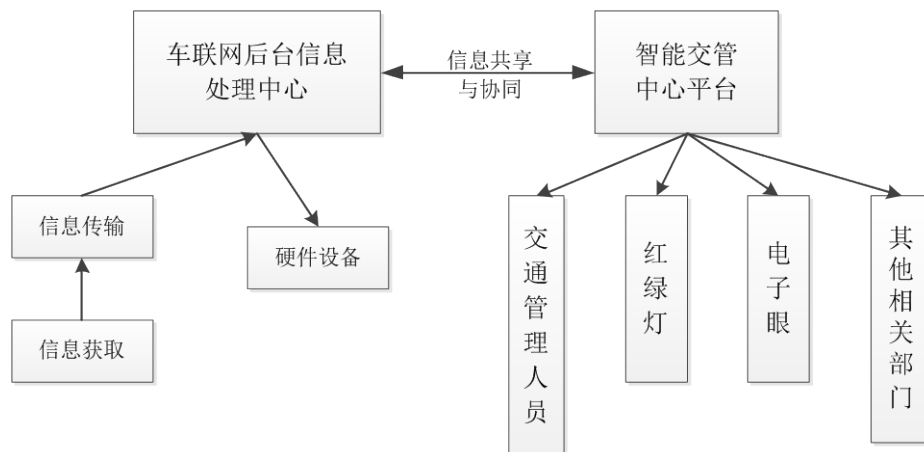 车联网后台信息
处理中心
信息共享
与协同
智能交管
中心平台
信息传输
硬件设备
信息获取
交通管理人员
红绿灯
电子眼
其他相关部门